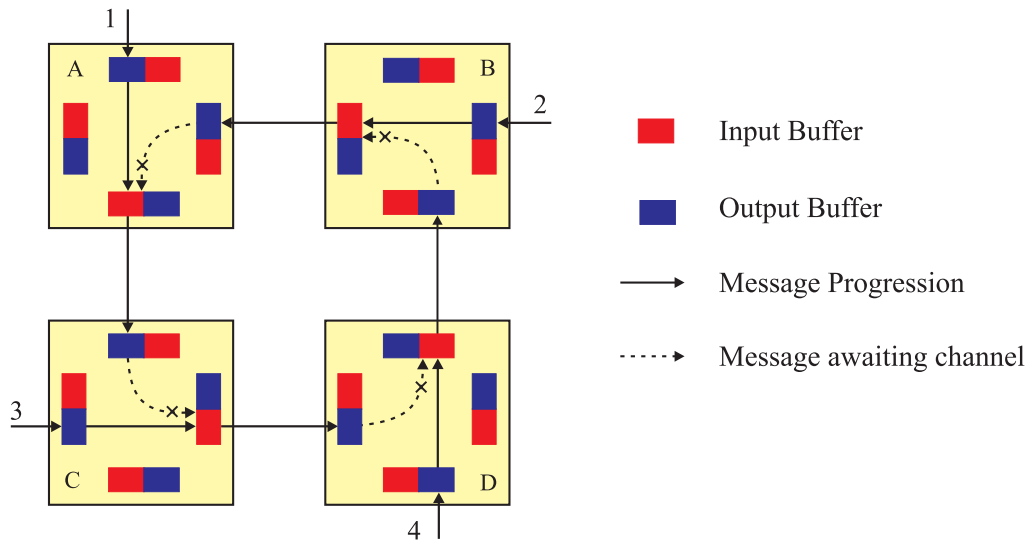 1
A
B
2
Input Buffer
Output Buffer
Message Progression
Message awaiting channel
3
C
D
4